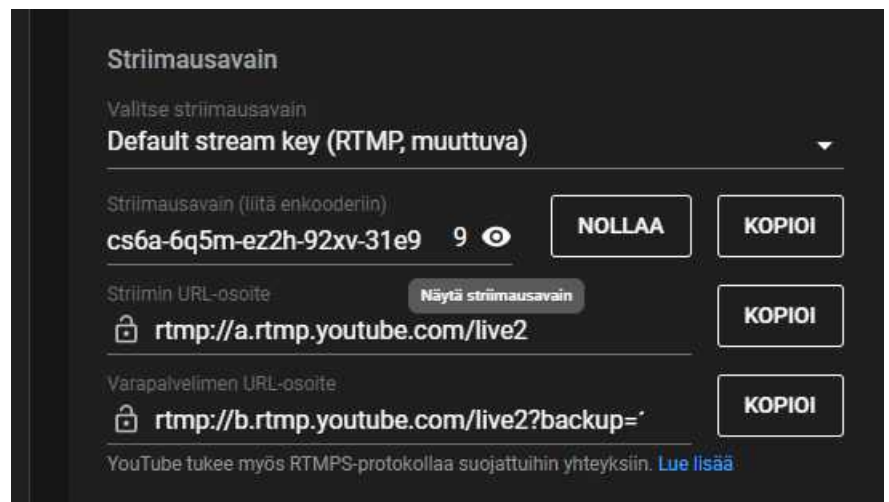 Striimausavain
Valitse striimausavain
Default stream key (RTMP, muuttuva)
Striimausavain (liitä enkooderiin)
cs6a-6q5m-ez2h-92xv-31e9 9
NOLLAA
KOPIOI
Näytä striimausavain
Striimin URL-osoite
rtmp://a.rtmp.youtube.com/live2
KOPIOI
Varapalvelimen URL-osoite
rtmp://b.rtmp.youtube.com/live2?backup=
KOPIOI
YouTube tukee myös RTMPS-protokollaa suojattuihin yhteyksiin. Lue lisää